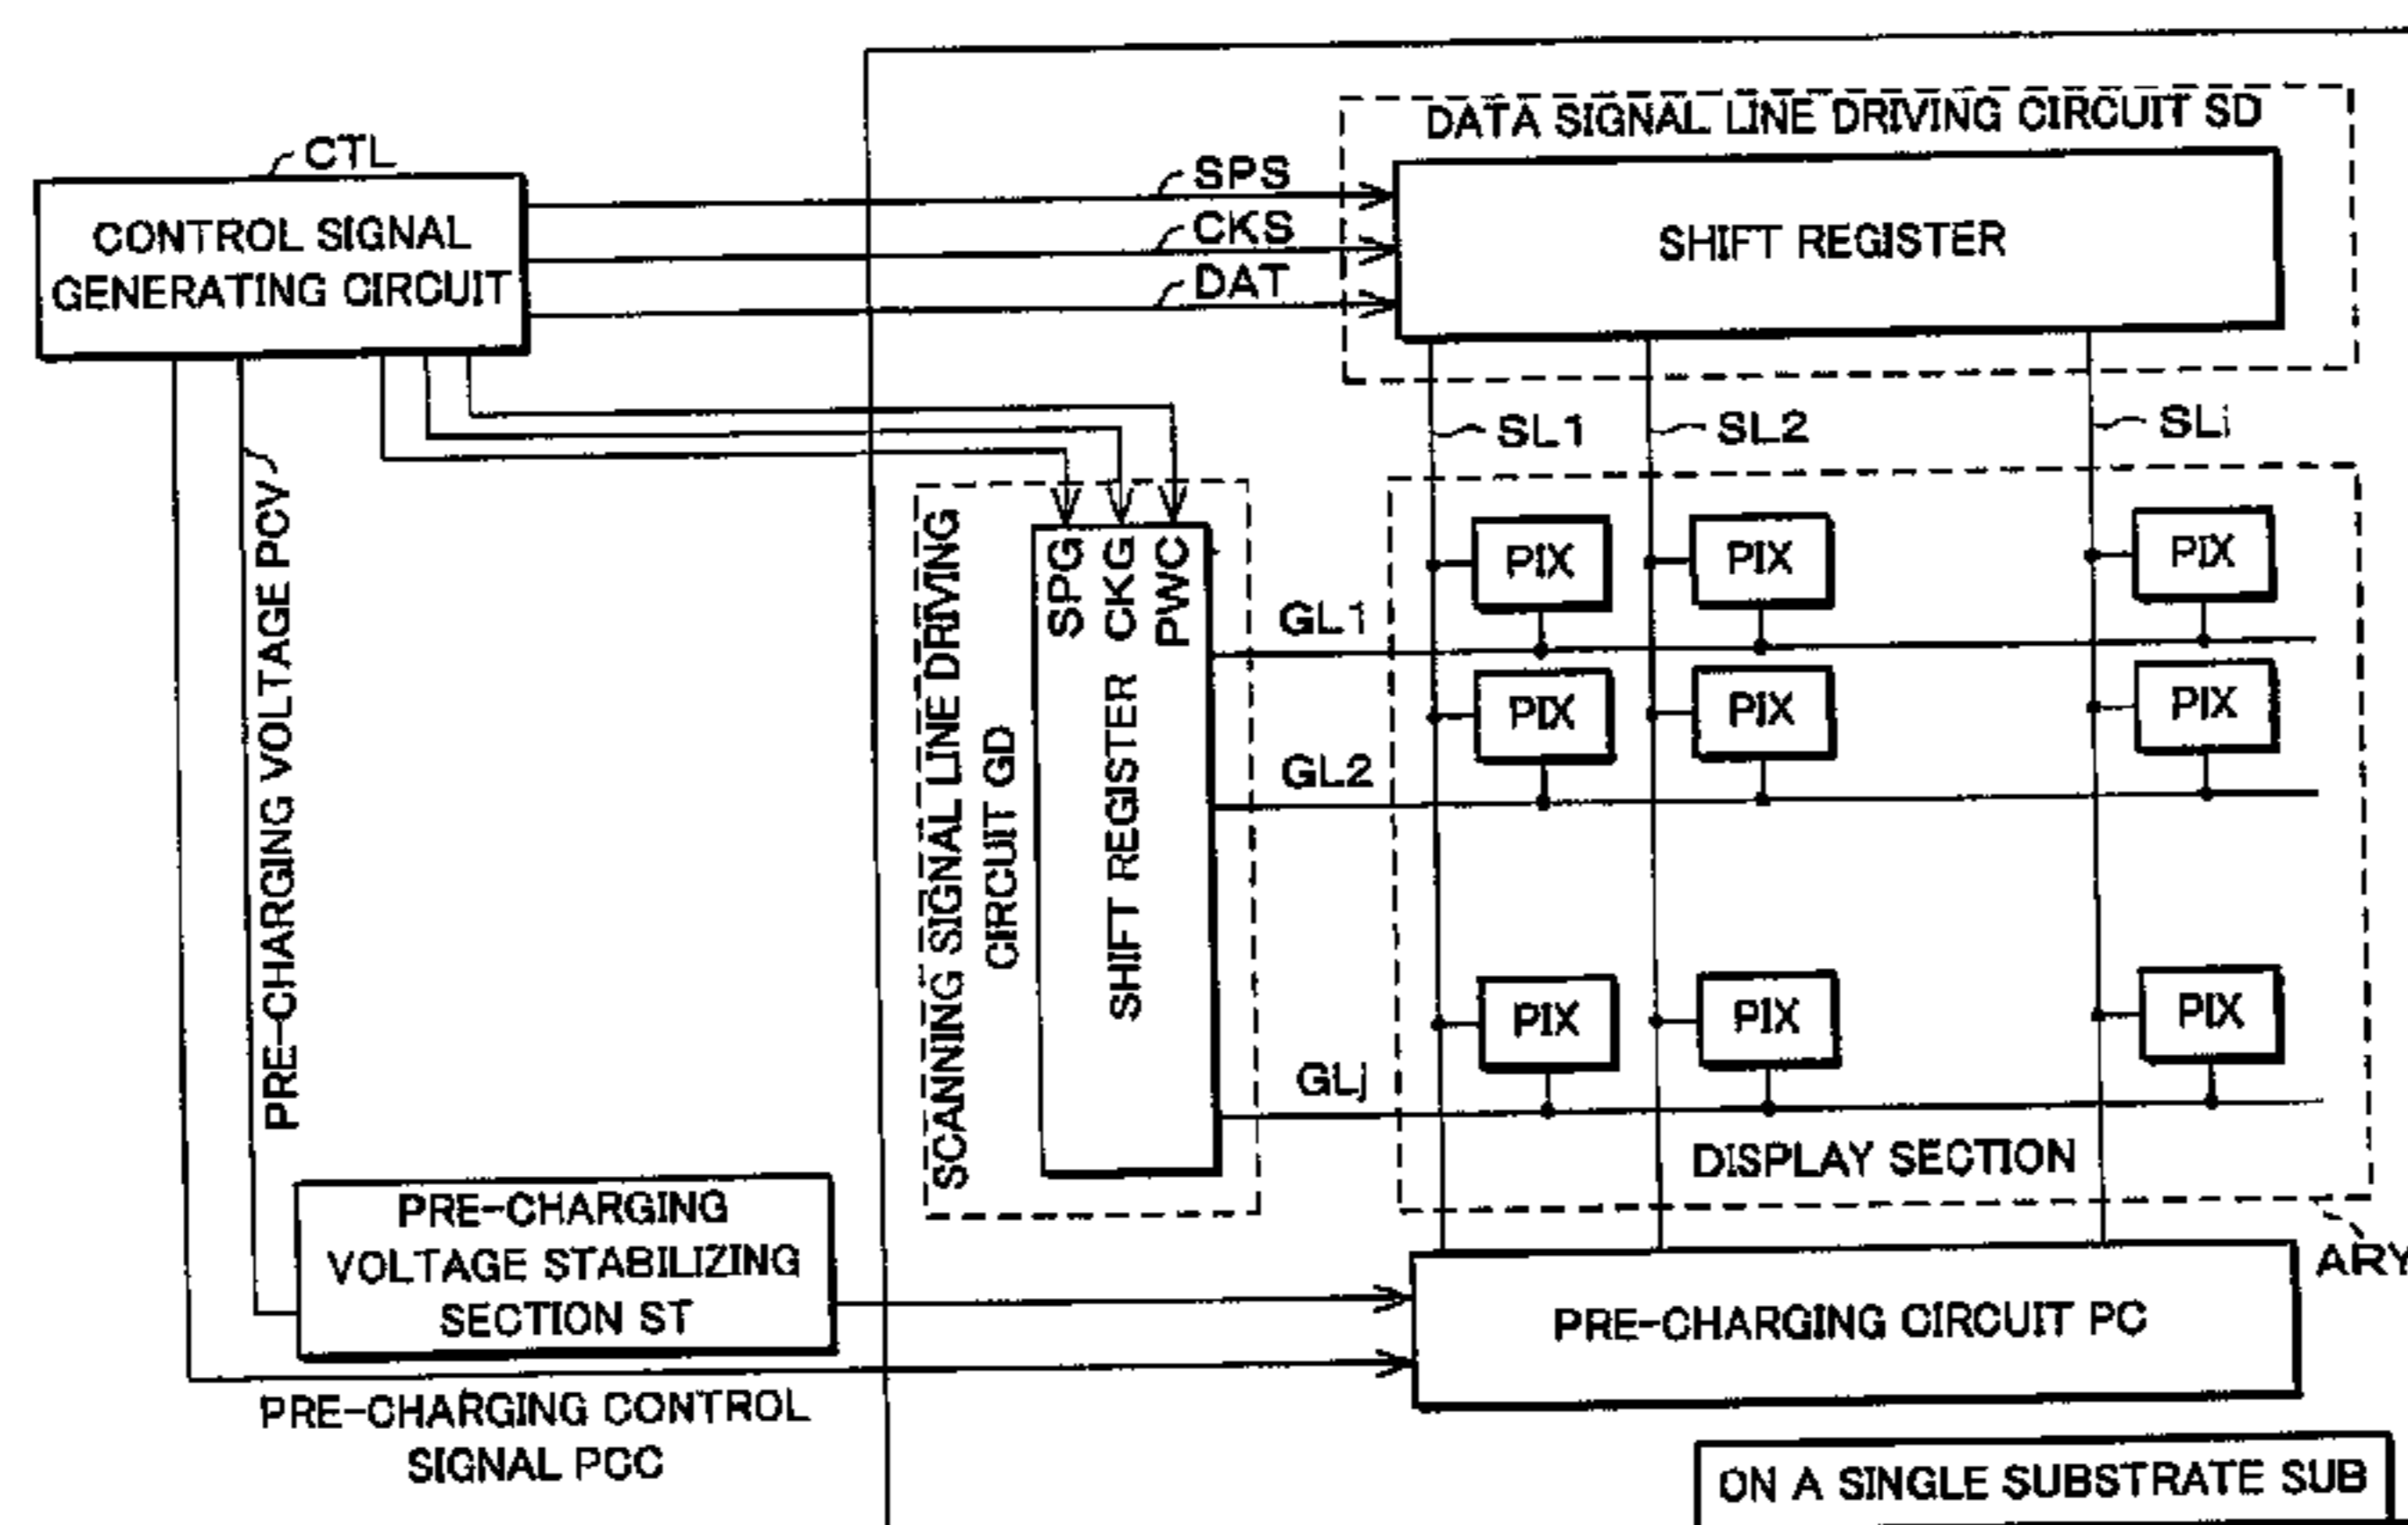 CTL
CONTROL SIGNAL
GENERATING CIRCUIT
SPS
CKS
DAT
DATA SIGNAL LINE DRIVING CIRCUIT SD
SHIFT REGISTER
SL1
SL2
SLi
PRE-CHARGING VOLTAGE PCV
SCANNING SIGNAL LINE DRIVING
CIRCUIT GD
SPG
CKG
PWC
SHIFT REGISTER
GL1
GL2
GLj
PIX PIX PIX
PIX PIX PIX
PIX PIX PIX
DISPLAY SECTION
ARY
PRE-CHARGING
VOLTAGE STABILIZING
SECTION ST
PRE-CHARGING CIRCUIT PC
PRE-CHARGING CONTROL
SIGNAL PCC
ON A SINGLE SUBSTRATE SUB